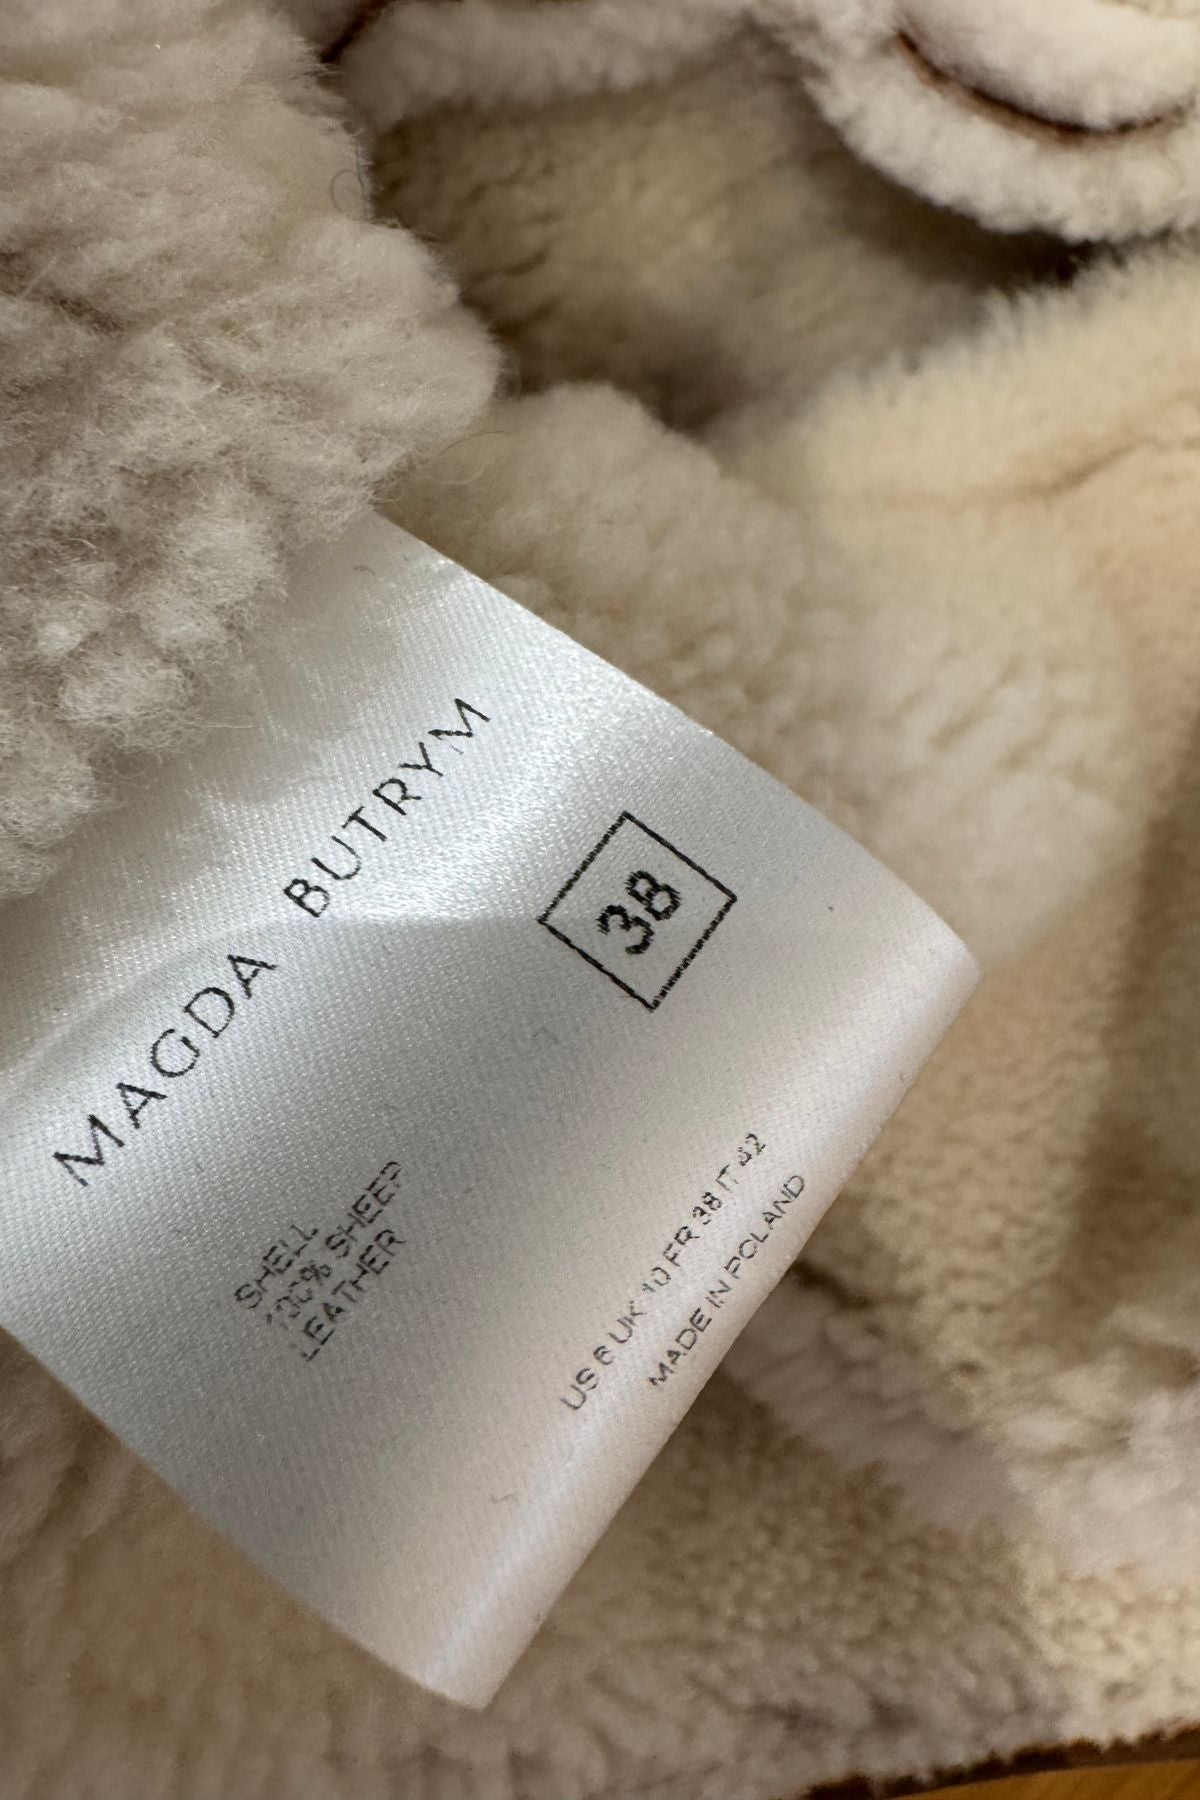 MAGDA BUTRYM
38
SHELL
100% SHEEP
LEATHER
US 6 UK 10 FR 38 IT 42
MADE IN POLAND